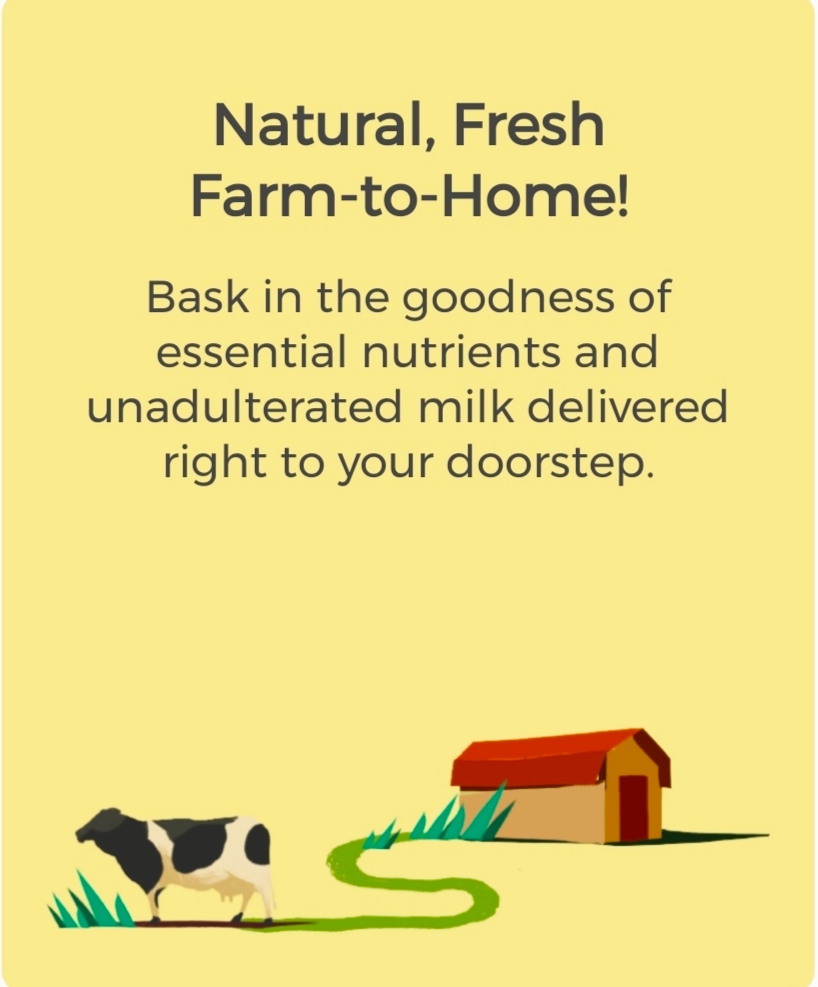 Natural, Fresh
Farm-to-Home!
Bask in the goodness of
essential nutrients and
unadulterated milk delivered
right to your doorstep.